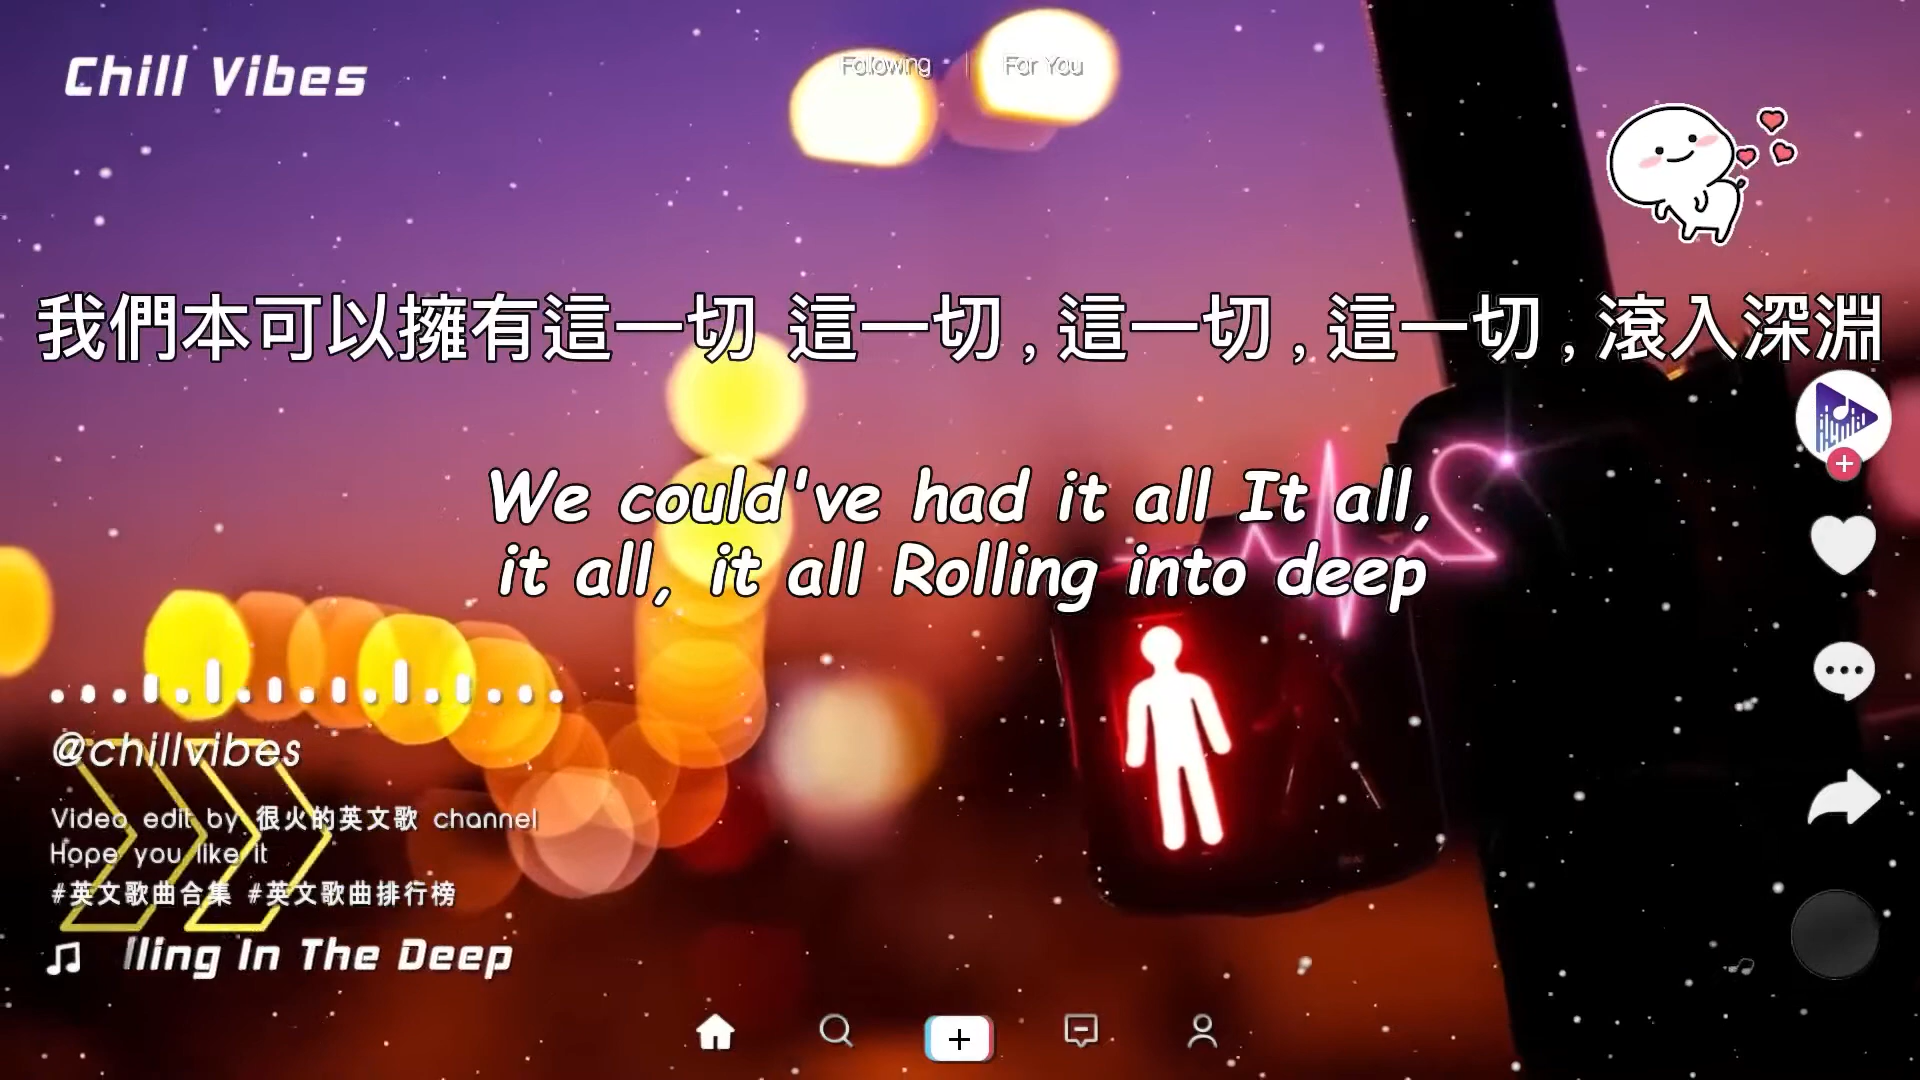 Chill Vibes
Following
For You
我們本可以擁有這一切 這一切 , 這一切 , 這一切 , 滾入深淵
We could've had it all It all,
it all, it all Rolling into deep
@chillvibes
Video edit by 很火的英文歌 channel
Hope you like it
#英文歌曲合集 #英文歌曲排行榜
lling In The Deep